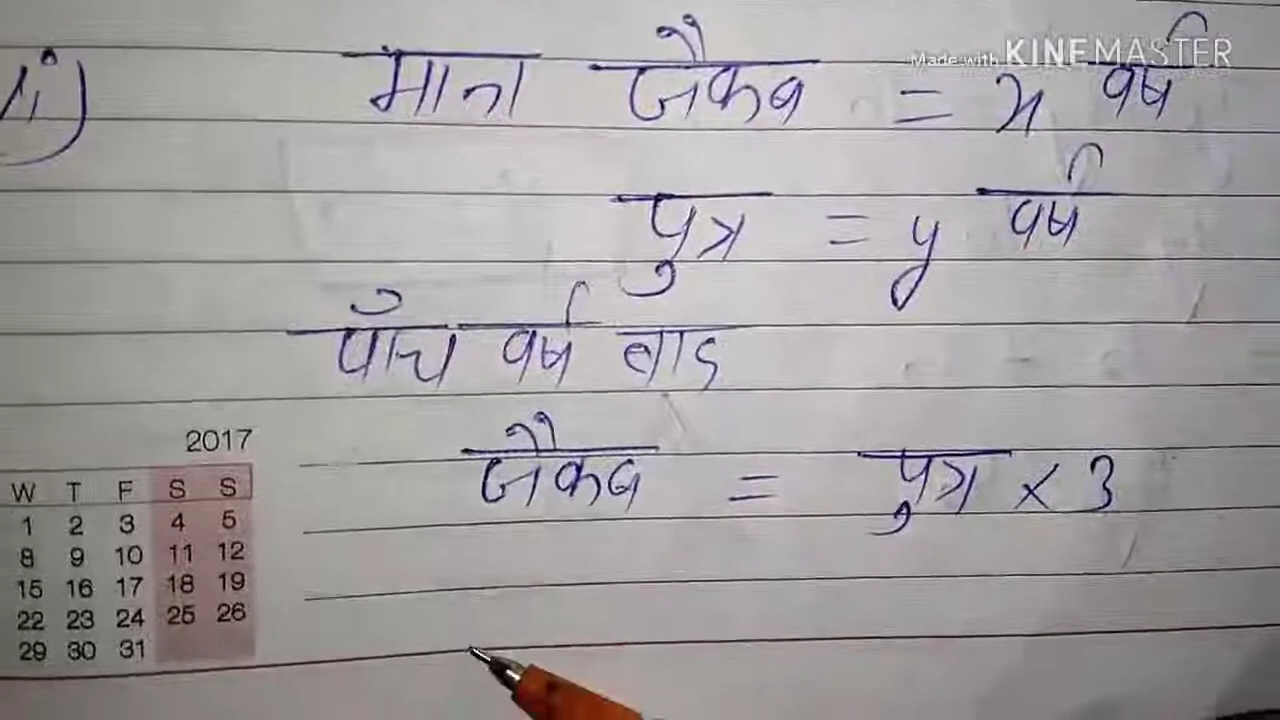 Made with KINEMASTER
ii) माना जैकब = x वर्ष
पुत्र = y वर्ष
पाँच वर्ष बाद
जैकब = पुत्र × 3
2017
W T F S S
1 2 3 4 5
8 9 10 11 12
15 16 17 18 19
22 23 24 25 26
29 30 31